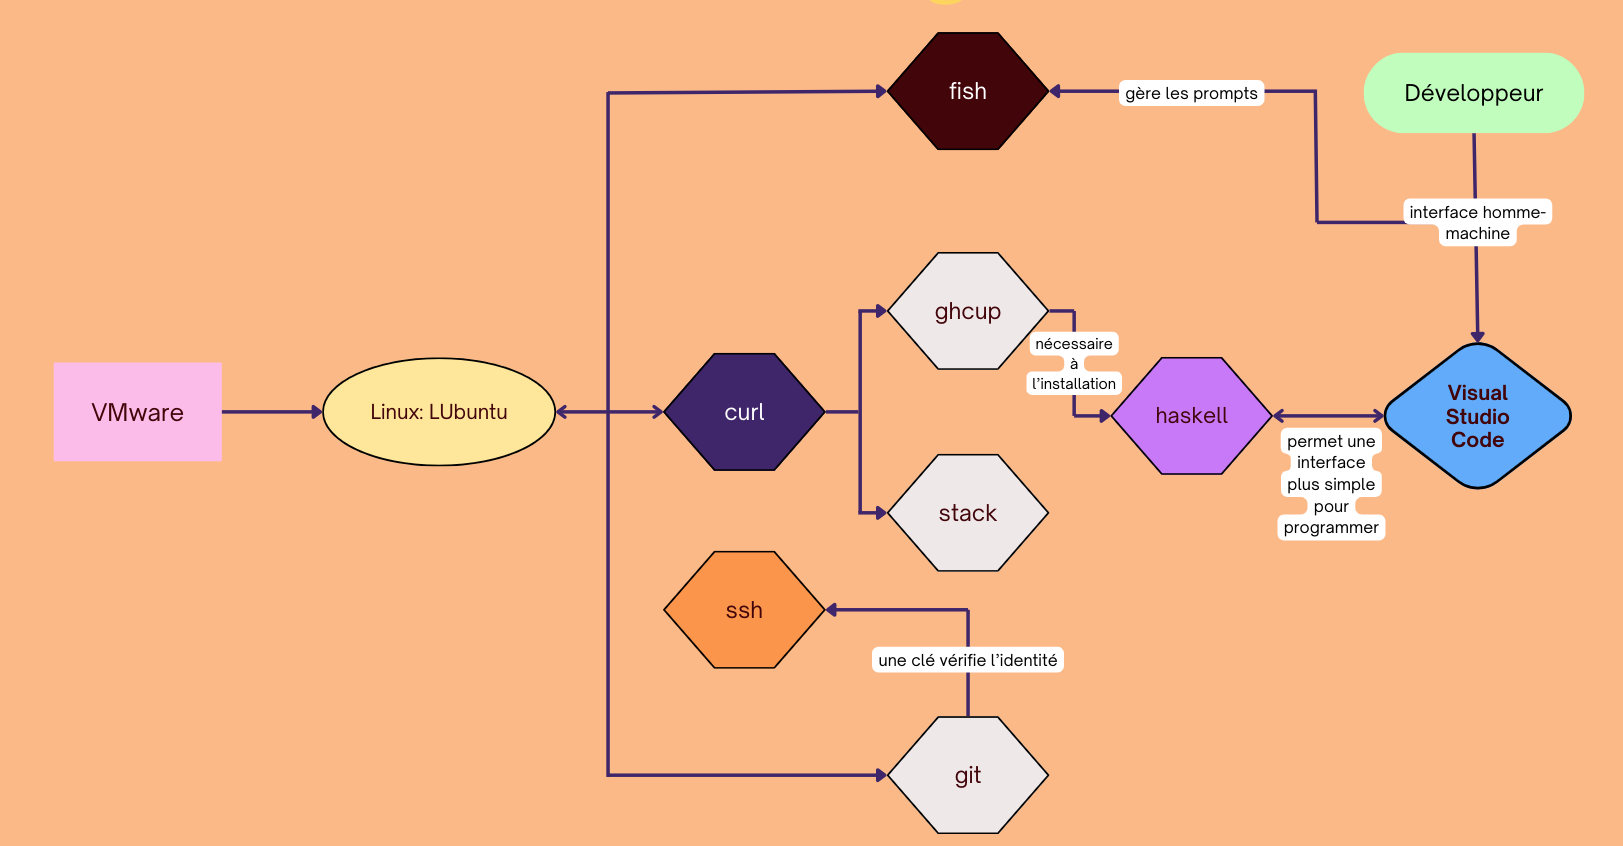 fish
gère les prompts
Développeur
interface homme-
machine
ghcup
nécessaire
à
l'installation
VMware
Linux: LUbuntu
curl
haskell
Visual
Studio
Code
permet une
interface
plus simple
pour
programmer
stack
ssh
une clé vérifie l'identité
git